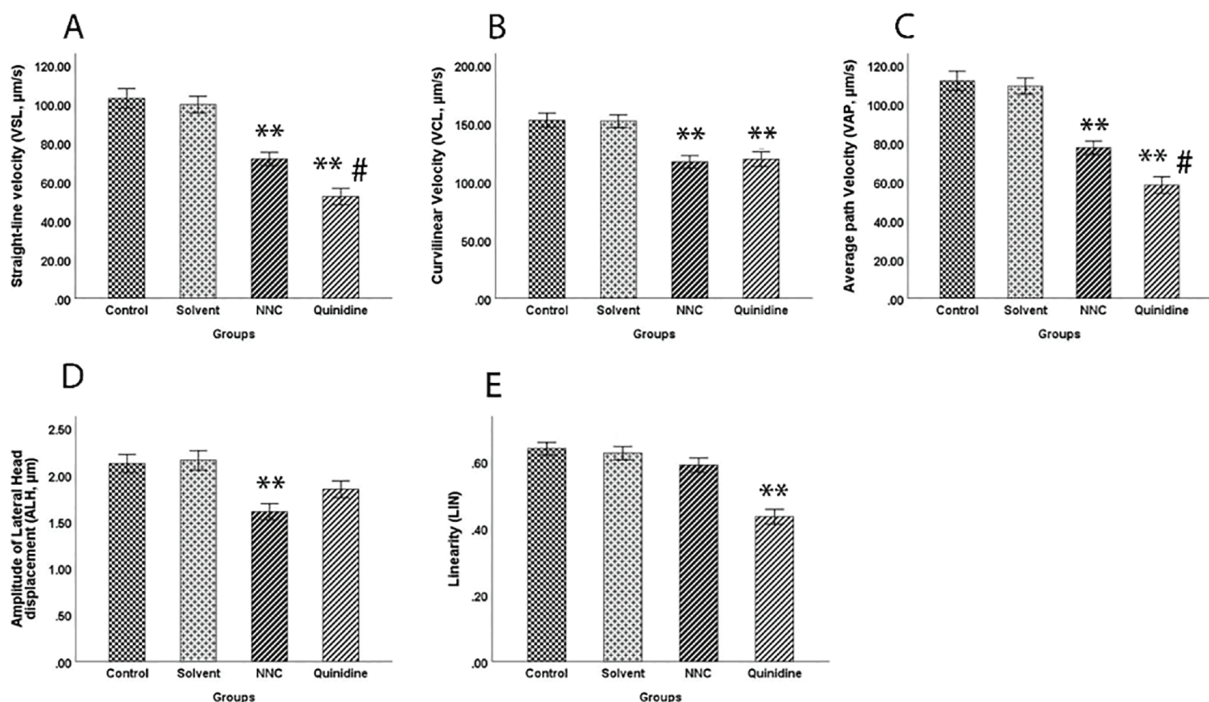 A
Straight-line velocity (VSL, µm/s)
120.00
100.00
80.00
60.00
40.00
20.00
.00
**
** #
Control Solvent NNC Quinidine
Groups
B
Curvilinear Velocity (VCL, µm/s)
200.00
150.00
100.00
50.00
.00
**
**
Control Solvent NNC Quinidine
Groups
C
Average path Velocity (VAP, µm/s)
120.00
100.00
80.00
60.00
40.00
20.00
.00
**
** #
Control Solvent NNC Quinidine
Groups
D
Amplitude of Lateral Head
displacement (ALH, µm)
2.50
2.00
1.50
1.00
.50
.00
**
Control Solvent NNC Quinidine
Groups
E
Linearity (LIN)
.60
.40
.20
.00
**
Control Solvent NNC Quinidine
Groups